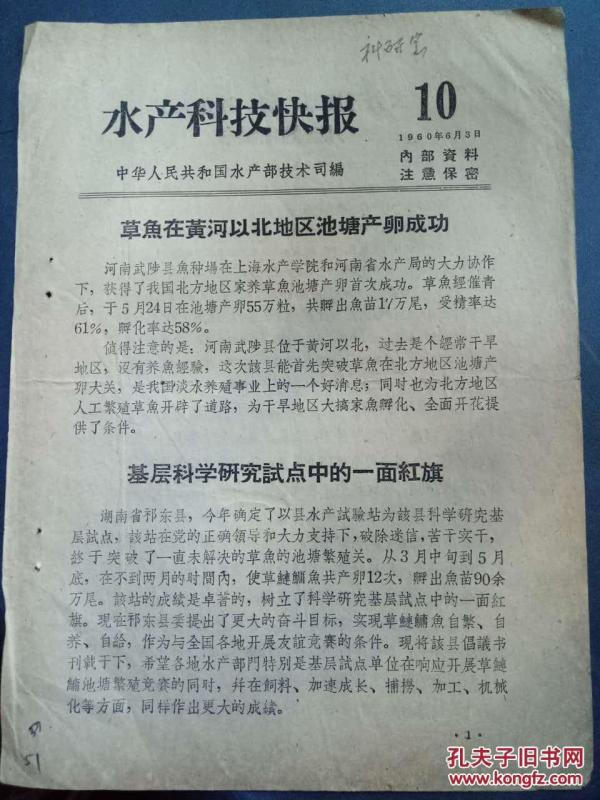 科研室
水产科技快报
10
1960年6月3日
中华人民共和国水产部技术司編
內部資料
注意保密
草魚在黃河以北地区池塘产卵成功
河南武陟县魚种場在上海水产学院和河南省水产局的大力协作
下，获得了我国北方地区家养草魚池塘产卵首次成功。草魚經催青
后，于5月24日在池塘产卵55万粒，共孵出魚苗17万尾，受精率达
61%，孵化率达58%。
值得注意的是：河南武陟县位于黄河以北，过去是个經常干旱
地区，沒有养魚經驗，这次該县能首先突破草魚在北方地区池塘产
卵大关，是我国淡水养殖事业上的一个好消息；同时也为北方地区
人工繁殖草魚开辟了道路，为干旱地区大搞家魚孵化、全面开花提
供了条件。
基层科学研究試点中的一面紅旗
湖南省祁东县，今年确定了以县水产試驗站为該县科学研究基
层試点，該站在党的正确領导和大力支持下，破除迷信，苦干实干，
終于突破了一直未解决的草魚的池塘繁殖关。从3月中旬到5月
底，在不到两月的时間內，使草鰱鱅魚共产卵12次，孵出魚苗90余
万尾。該站的成績是卓著的，树立了科学研究基层試点中的一面紅
旗。現在祁东县委提出了更大的奋斗目标，实現草鰱鱅魚自繁、自
养、自給，作为与全国各地开展友誼竞賽的条件。現将該县倡議书
刊載于下，希望各地水产部門特別是基层試点单位在响应开展草鰱
鱅池塘繁殖竞賽的同时，幷在飼料、加速成长、捕撈、加工、机械
化等方面，同样作出更大的成績。
·1·
51
孔夫子旧书网
www.kongfz.com